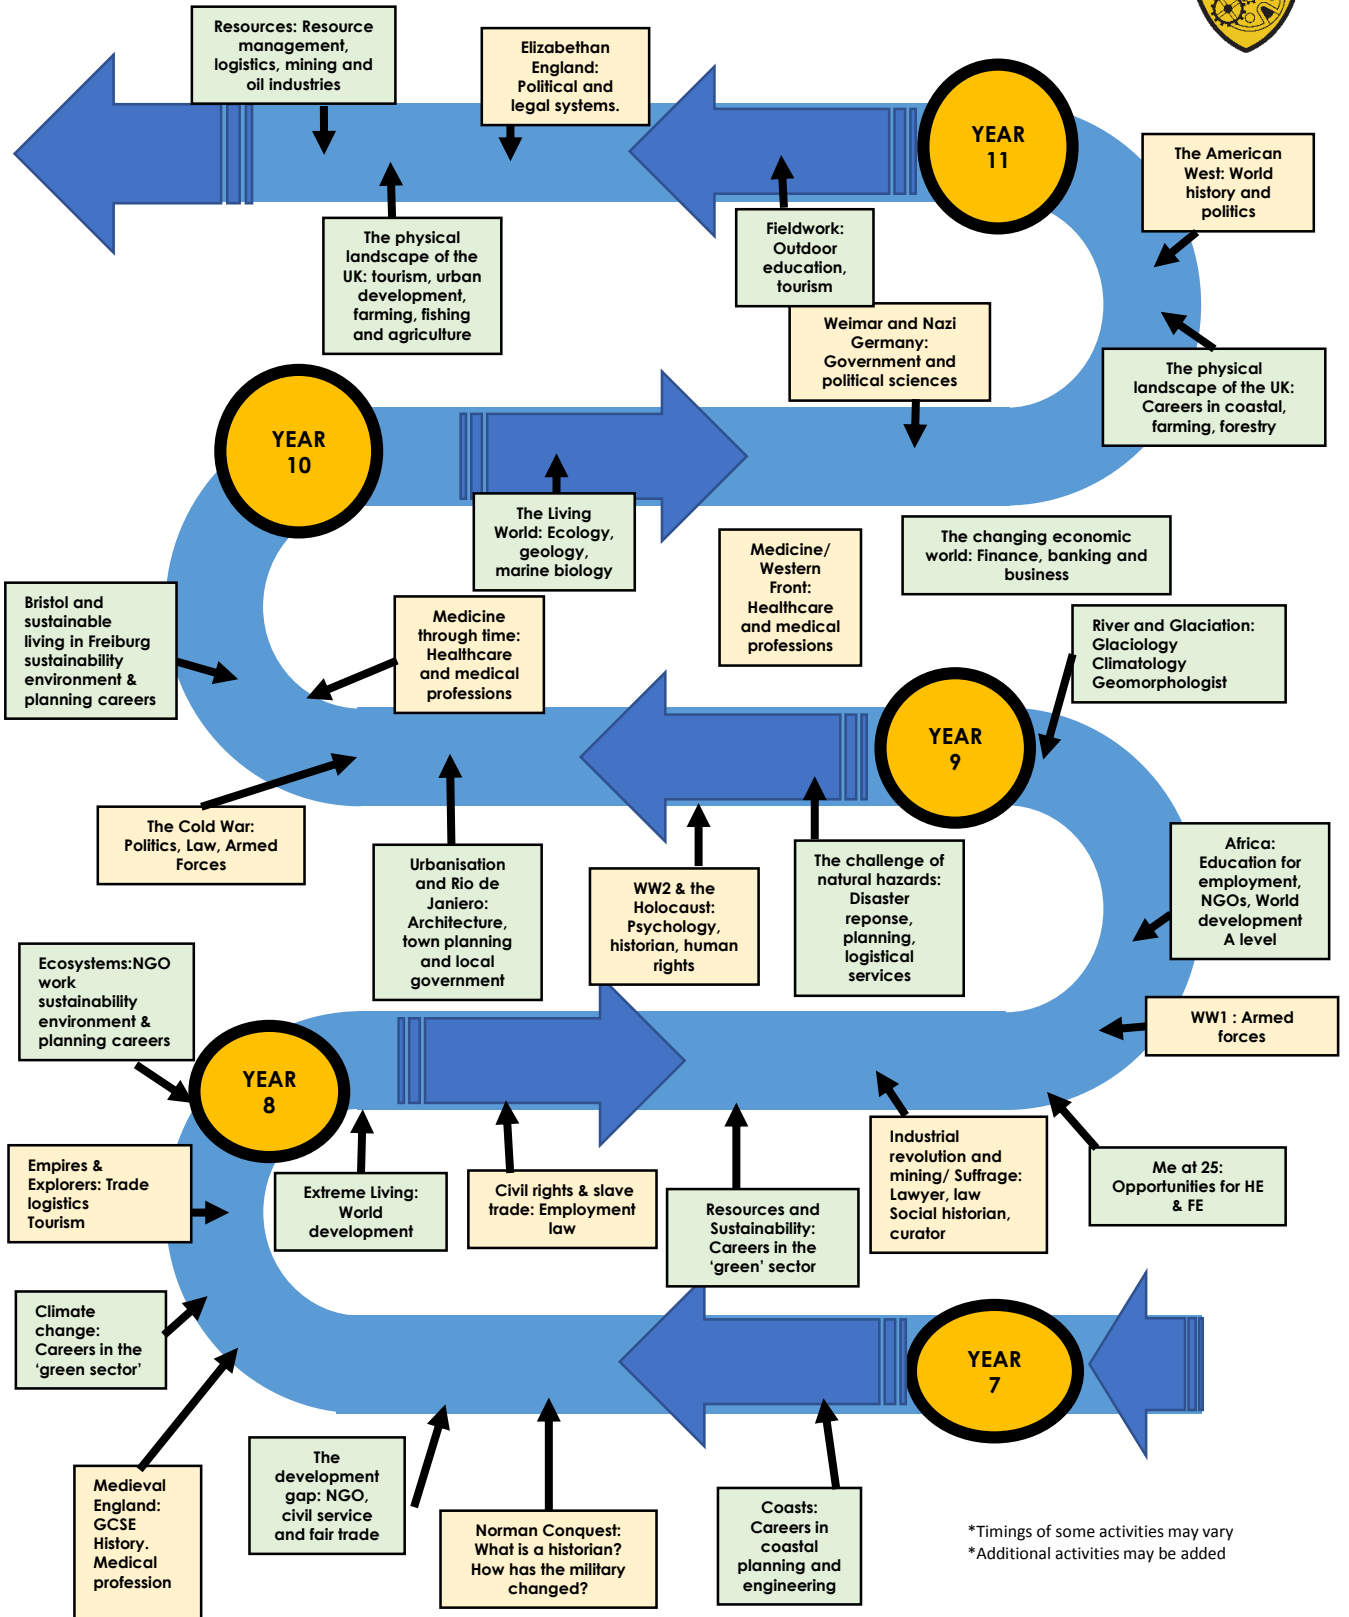 Resources: Resource
management,
logistics, mining and
oil industries
Elizabethan
England:
Political and
legal systems.
YEAR
11
The American
West: World
history and
politics
The physical
landscape of the
UK: tourism, urban
development,
farming, fishing
and agriculture
Fieldwork:
Outdoor
education,
tourism
Weimar and Nazi
Germany:
Government and
political sciences
The physical
landscape of the UK:
Careers in coastal,
farming, forestry
YEAR
10
The Living
World: Ecology,
geology,
marine biology
Medicine/
Western
Front:
Healthcare
and medical
professions
The changing economic
world: Finance, banking and
business
Bristol and
sustainable
living in Freiburg
sustainability
environment &
planning careers
Medicine
through time:
Healthcare
and medical
professions
River and Glaciation:
Glaciology
Climatology
Geomorphologist
YEAR
9
The Cold War:
Politics, Law, Armed
Forces
Urbanisation
and Rio de
Janiero:
Architecture,
town planning
and local
government
WW2 & the
Holocaust:
Psychology,
historian, human
rights
The challenge of
natural hazards:
Disaster
reponse,
planning,
logistical
services
Africa:
Education for
employment,
NGOs, World
development
A level
Ecosystems:NGO
work
sustainability
environment &
planning careers
WW1 : Armed
forces
YEAR
8
Empires &
Explorers: Trade
logistics
Tourism
Extreme Living:
World
development
Civil rights & slave
trade: Employment
law
Resources and
Sustainability:
Careers in the
‘green’ sector
Industrial
revolution and
mining/ Suffrage:
Lawyer, law
Social historian,
curator
Me at 25:
Opportunities for HE
& FE
Climate
change:
Careers in the
‘green sector’
YEAR
7
Medieval
England:
GCSE
History.
Medical
profession
The
development
gap: NGO,
civil service
and fair trade
Norman Conquest:
What is a historian?
How has the military
changed?
Coasts:
Careers in
coastal
planning and
engineering
*Timings of some activities may vary
*Additional activities may be added